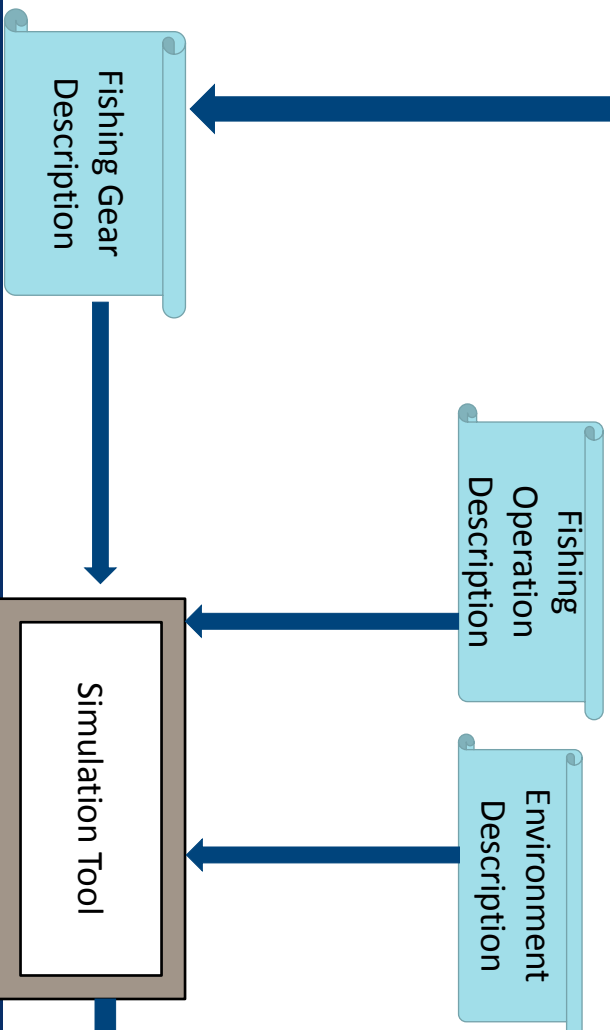 Fishing
Operation
Description
Environment
Description
Fishing Gear
Description
Simulation Tool